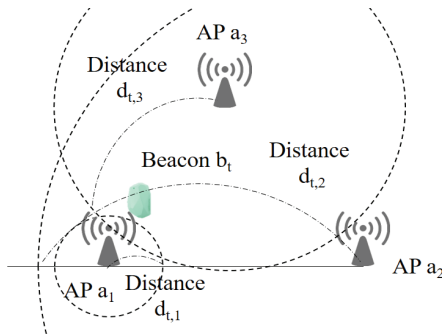 AP a3
Distance
dt,3
Beacon bt
Distance
dt,2
AP a1
Distance
dt,1
AP a2